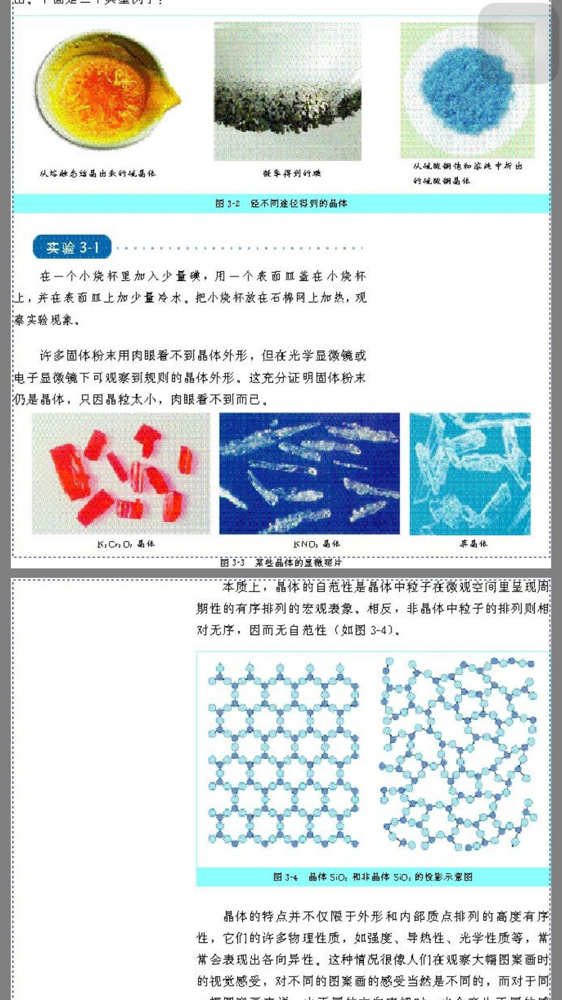 从熔融态结晶出来的硫晶体
凝华得到的碘
从硫酸铜饱和溶液中析出
的硫酸铜晶体
图 3-2 经不同途径得到的晶体
实验 3-1
在一个小烧杯里加入少量碘，用一个表面皿盖在小烧杯
上，并在表面皿上加少量冷水。把小烧杯放在石棉网上加热，观
察实验现象。
许多固体粉末用肉眼看不到晶体外形，但在光学显微镜或
电子显微镜下可观察到规则的晶体外形。这充分证明固体粉末
仍是晶体，只因晶粒太小，肉眼看不到而已。
K₂Cr₂O₇ 晶体
KNO₃ 晶体
萘晶体
图 3-3 某些晶体的显微照片
本质上，晶体的自范性是晶体中粒子在微观空间里呈现周
期性的有序排列的宏观表象。相反，非晶体中粒子的排列则相
对无序，因而无自范性（如图 3-4）。
图 3-4 晶体 SiO₂ 和非晶体 SiO₂ 的投影示意图
晶体的特点并不仅限于外形和内部质点排列的高度有序
性，它们的许多物理性质，如强度、导热性、光学性质等，常
常会表现出各向异性。这种情况很像人们在观察大幅图案画时
的视觉感受，对不同的图案画的感受当然是不同的，而对于同